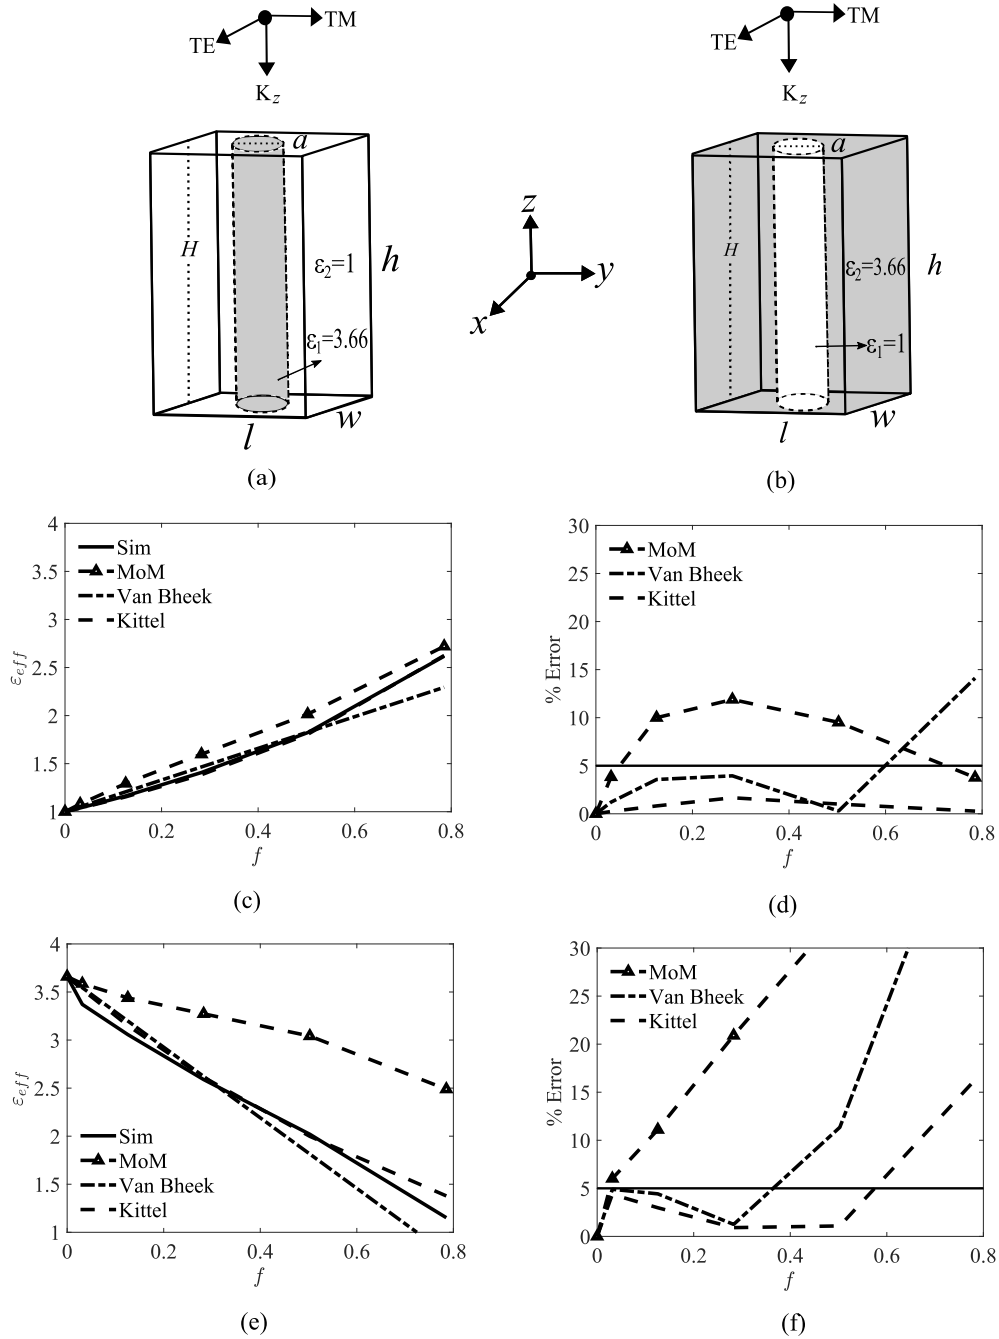 TM
TE
K_z
a
H
ε₂=1
h
ε₁=3.66
w
l
(a)
z
y
x
TM
TE
K_z
a
H
ε₂=3.66
h
ε₁=1
w
l
(b)
4
3.5
3
2.5
2
1.5
1
ε_eff
Sim
MoM
Van Bheek
Kittel
0 0.2 0.4 0.6 0.8
f
(c)
30
25
20
15
10
5
0
% Error
MoM
Van Bheek
Kittel
0 0.2 0.4 0.6 0.8
f
(d)
4
3.5
3
2.5
2
1.5
1
ε_eff
Sim
MoM
Van Bheek
Kittel
0 0.2 0.4 0.6 0.8
f
(e)
30
25
20
15
10
5
0
% Error
MoM
Van Bheek
Kittel
0 0.2 0.4 0.6 0.8
f
(f)